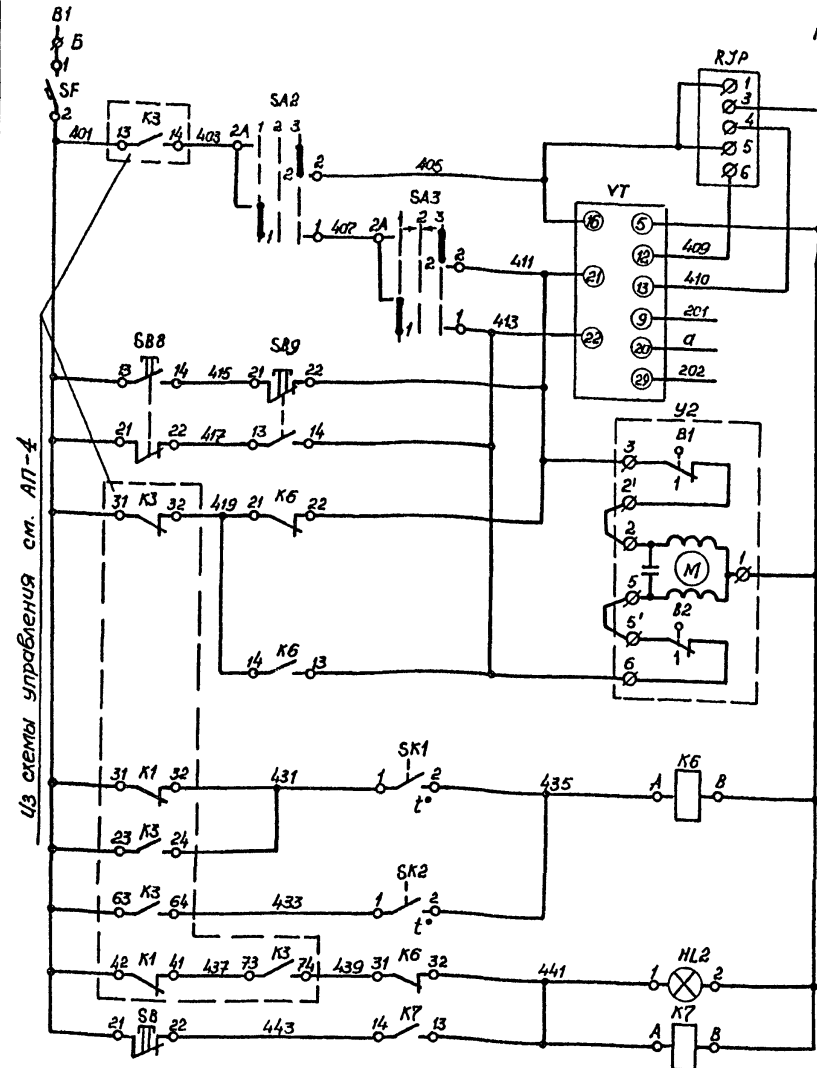 В1
Б
1
SF
2
401
13 К3 14
403
2А
SA2
1 2 3
2 2
1
405
1
407
2А
SA3
1 2 3
2 2
1
1
411
413
RJP
1
3
4
5
6
VT
16 5
21 12
13
22 9
20
29
409
410
201
а
202
SB8
13 14
415
SB9
21 22
21 22
417
13 14
31 К3 32
419
21 К6 22
14 К6 13
У2
3
В1
1
2'
2
М
1
5
5'
В2
1
6
Из схемы управления см. АП-4
31 К1 32
431
1 SK1 2
t°
435
А К6 В
23 К3 24
63 К3 64
433
1 SK2 2
t°
42 К1 41
437
73 К3 74
439
31 К6 32
441
1 HL2 2
21 SB 22
443
14 К7 13
А К7 В